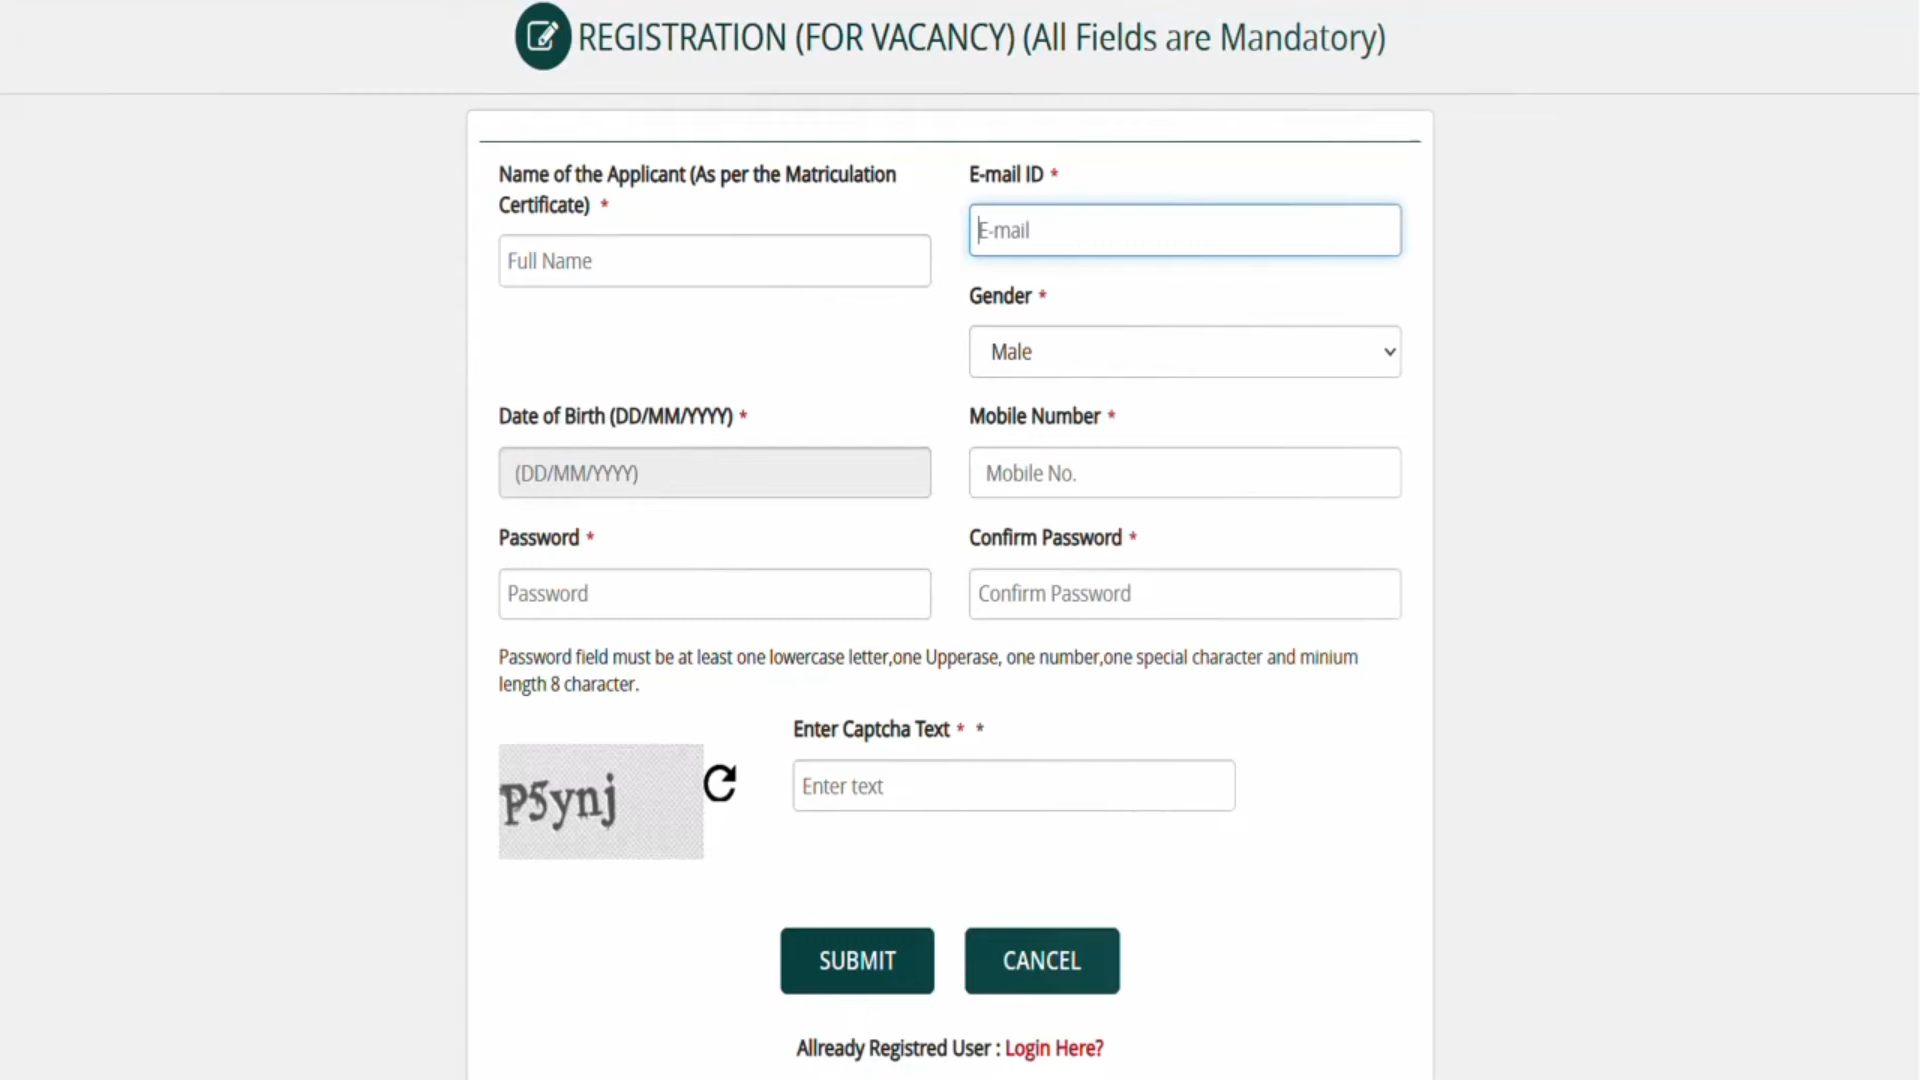 REGISTRATION (FOR VACANCY) (All Fields are Mandatory)
Name of the Applicant (As per the Matriculation
Certificate) *
Full Name
E-mail ID *
E-mail
Gender *
Male
Date of Birth (DD/MM/YYYY) *
(DD/MM/YYYY)
Mobile Number *
Mobile No.
Password *
Password
Confirm Password *
Confirm Password
Password field must be at least one lowercase letter,one Upperase, one number,one special character and minium
length 8 character.
P5ynj
Enter Captcha Text * *
Enter text
SUBMIT
CANCEL
Allready Registred User : Login Here?